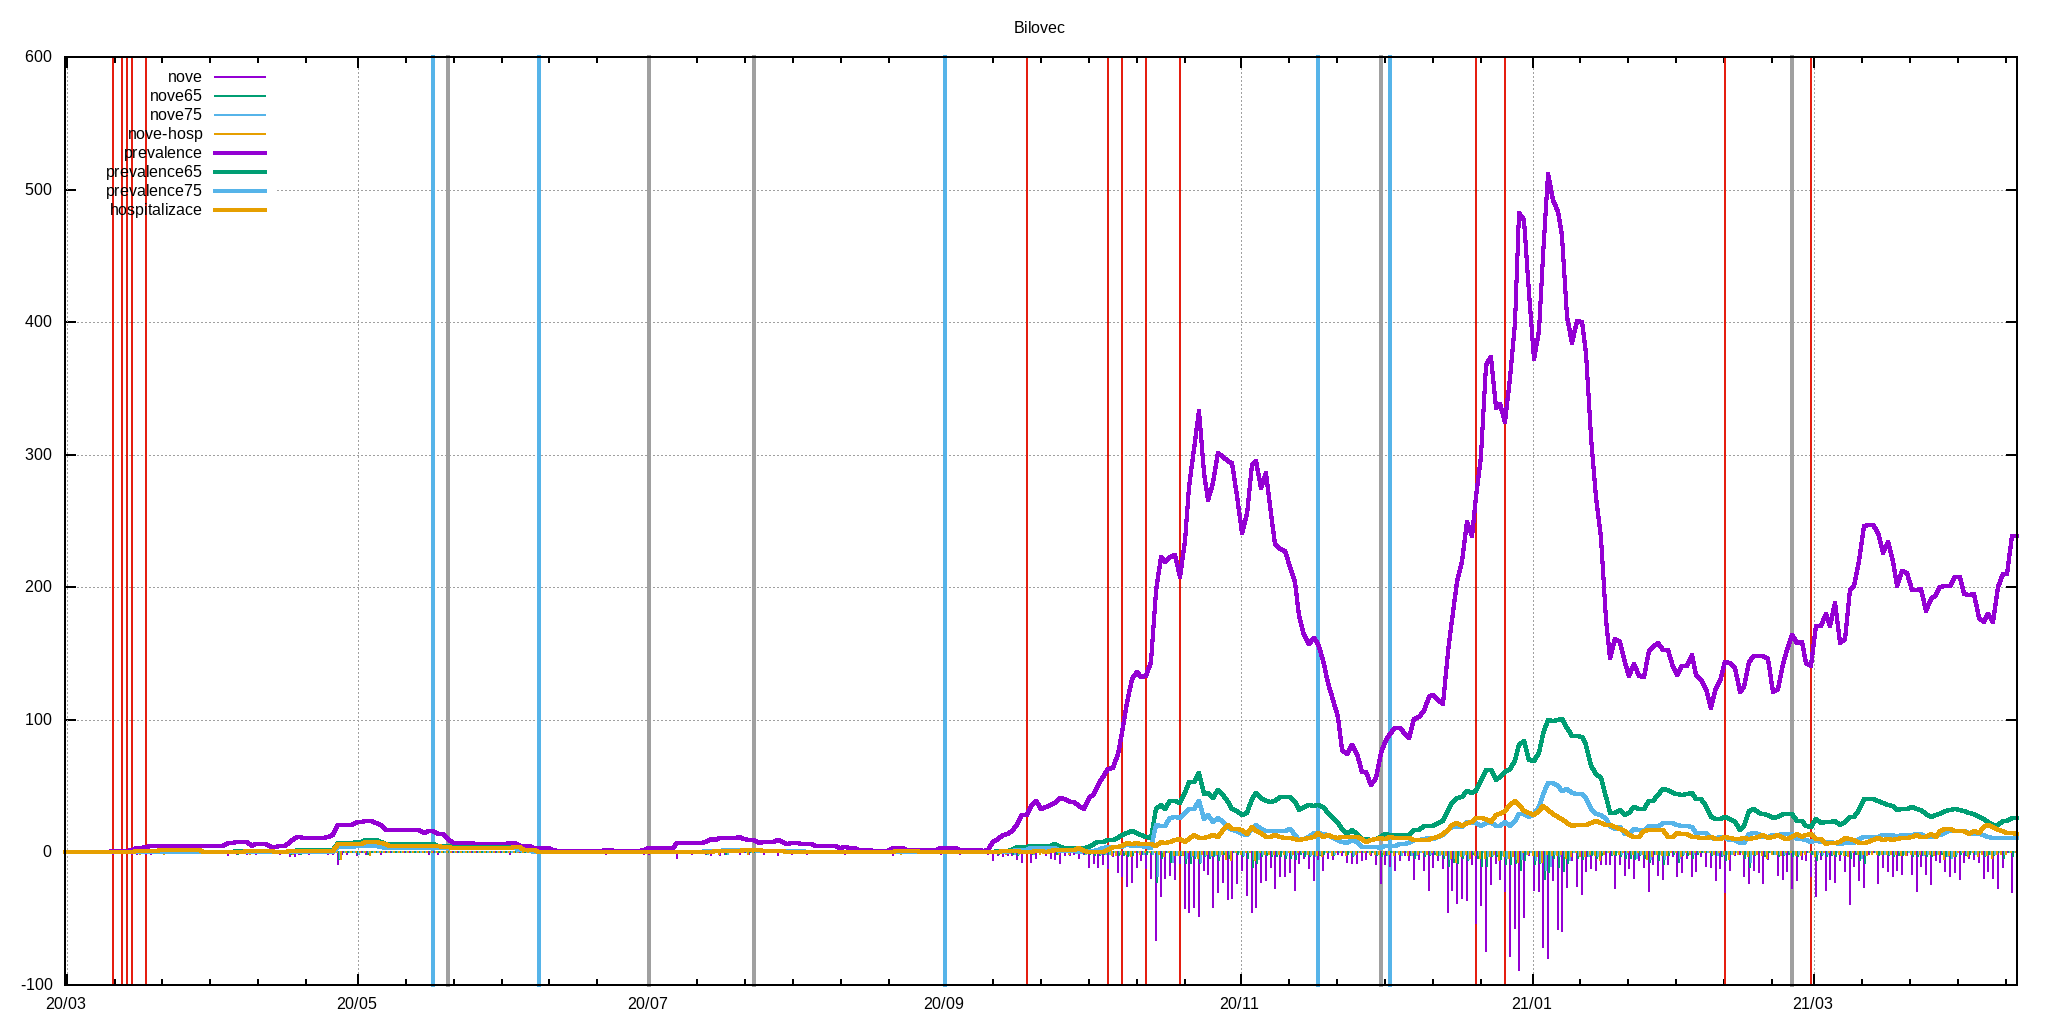 Bilovec
600
nove
nove65
nove75
nove-hosp
prevalence
prevalence65
prevalence75
hospitalizace
500
400
300
200
100
0
-100
20/03 20/05 20/07 20/09 20/11 21/01 21/03